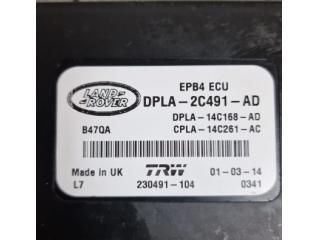 LAND
ROVER
EPB4 ECU
DPLA-2C491-AD
DPLA-14C168-AD
B47QA
CPLA-14C261-AC
Made in UK
TRW
01-03-14
L7
230491-104
0341